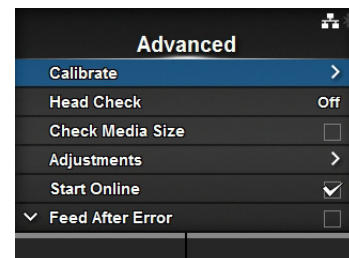 Advanced
Calibrate
Head Check Off
Check Media Size
Adjustments
Start Online
Feed After Error